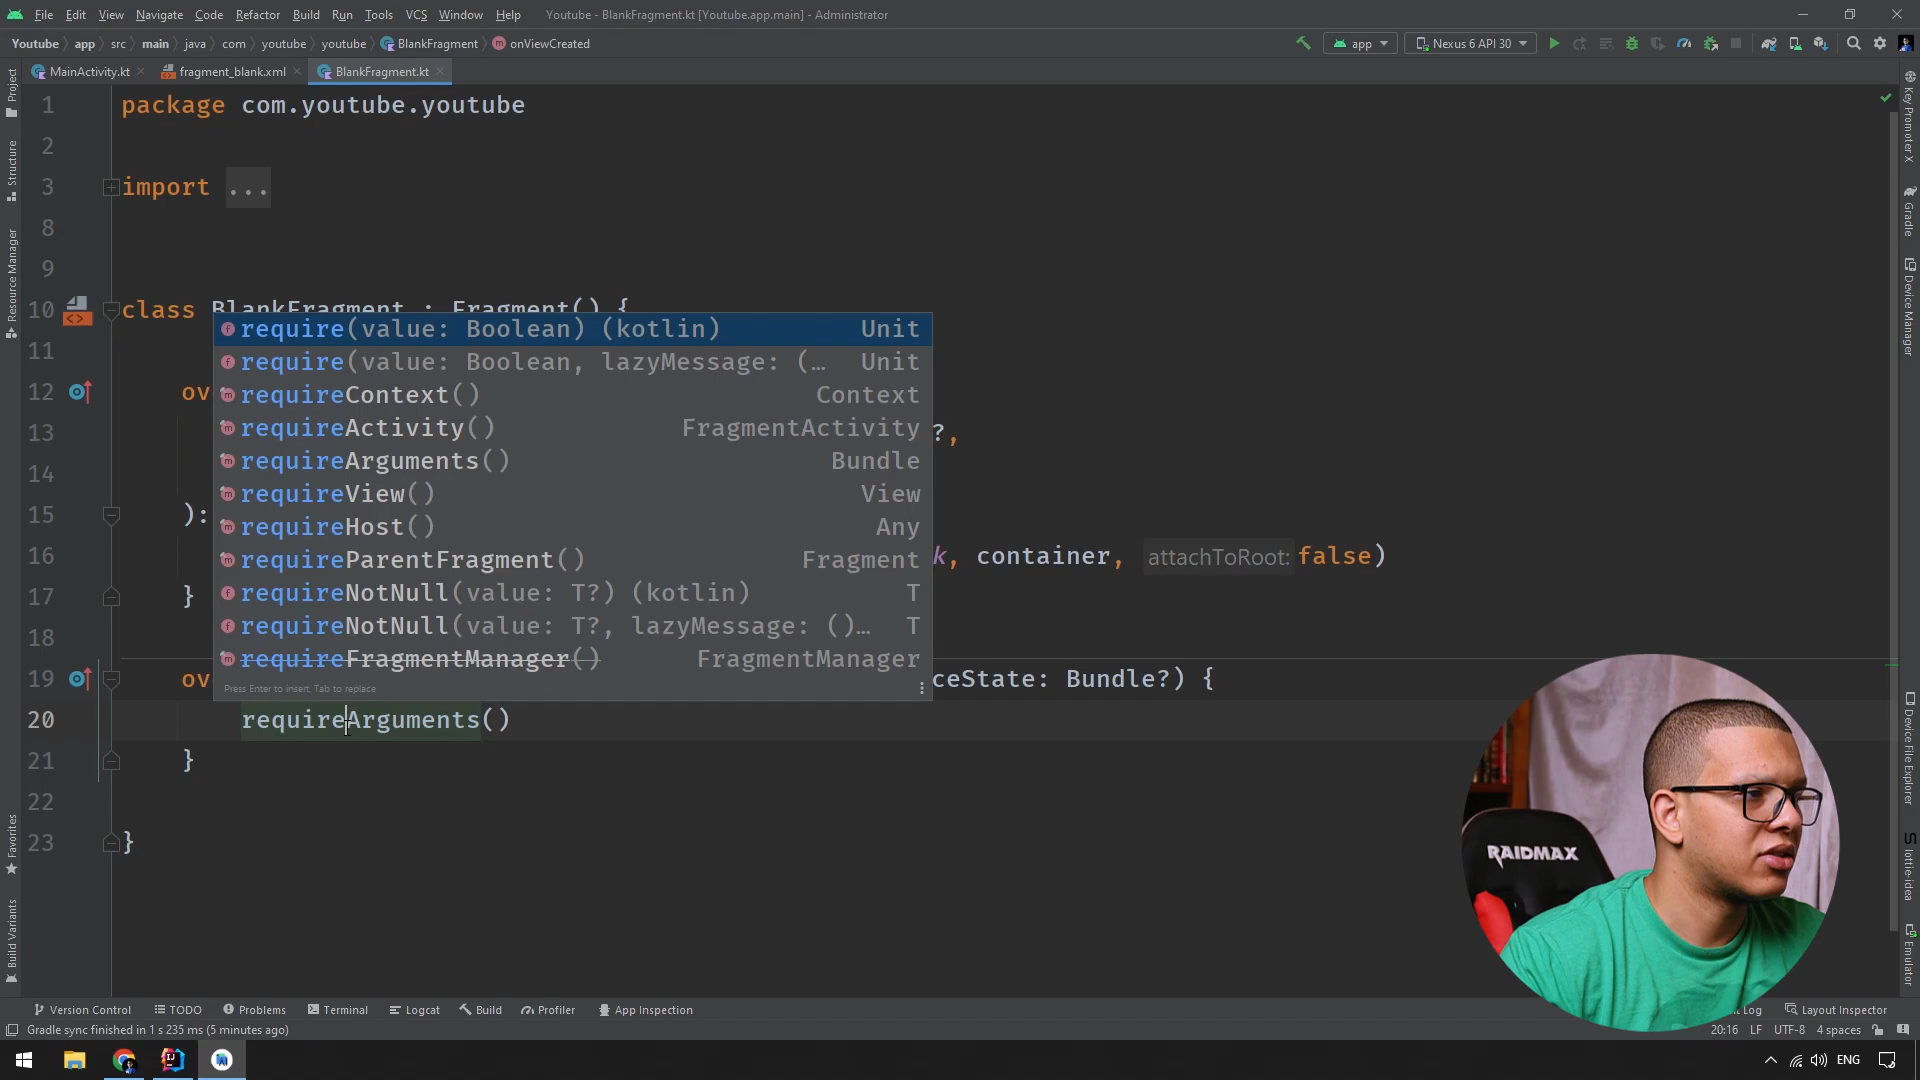 File Edit View Navigate Code Refactor Build Run Tools VCS Window Help Youtube - BlankFragment.kt [Youtube.app.main] - Administrator
Youtube app src main java com youtube youtube BlankFragment onViewCreated app Nexus 6 API 30
MainActivity.kt fragment_blank.xml BlankFragment.kt
Project
Structure
Resource Manager
Favorites
Build Variants
1 package com.youtube.youtube
2
3 import ...
8
9
10 class BlankFragment : Fragment() {
11
12 ov
13 ?,
14
15 ):
16 k, container, attachToRoot: false)
17 }
18
19 ov ceState: Bundle?) {
20 requireArguments()
21 }
22
23 }
require(value: Boolean) (kotlin) Unit
require(value: Boolean, lazyMessage: (… Unit
requireContext() Context
requireActivity() FragmentActivity
requireArguments() Bundle
requireView() View
requireHost() Any
requireParentFragment() Fragment
requireNotNull(value: T?) (kotlin) T
requireNotNull(value: T?, lazyMessage: ()… T
requireFragmentManager() FragmentManager
Press Enter to insert, Tab to replace
Key Promoter X
Gradle
Device Manager
Device File Explorer
lottie-idea
Emulator
RAIDMAX
Version Control TODO Problems Terminal Logcat Build Profiler App Inspection Log Layout Inspector
Gradle sync finished in 1 s 235 ms (5 minutes ago) 20:16 LF UTF-8 4 spaces
ENG